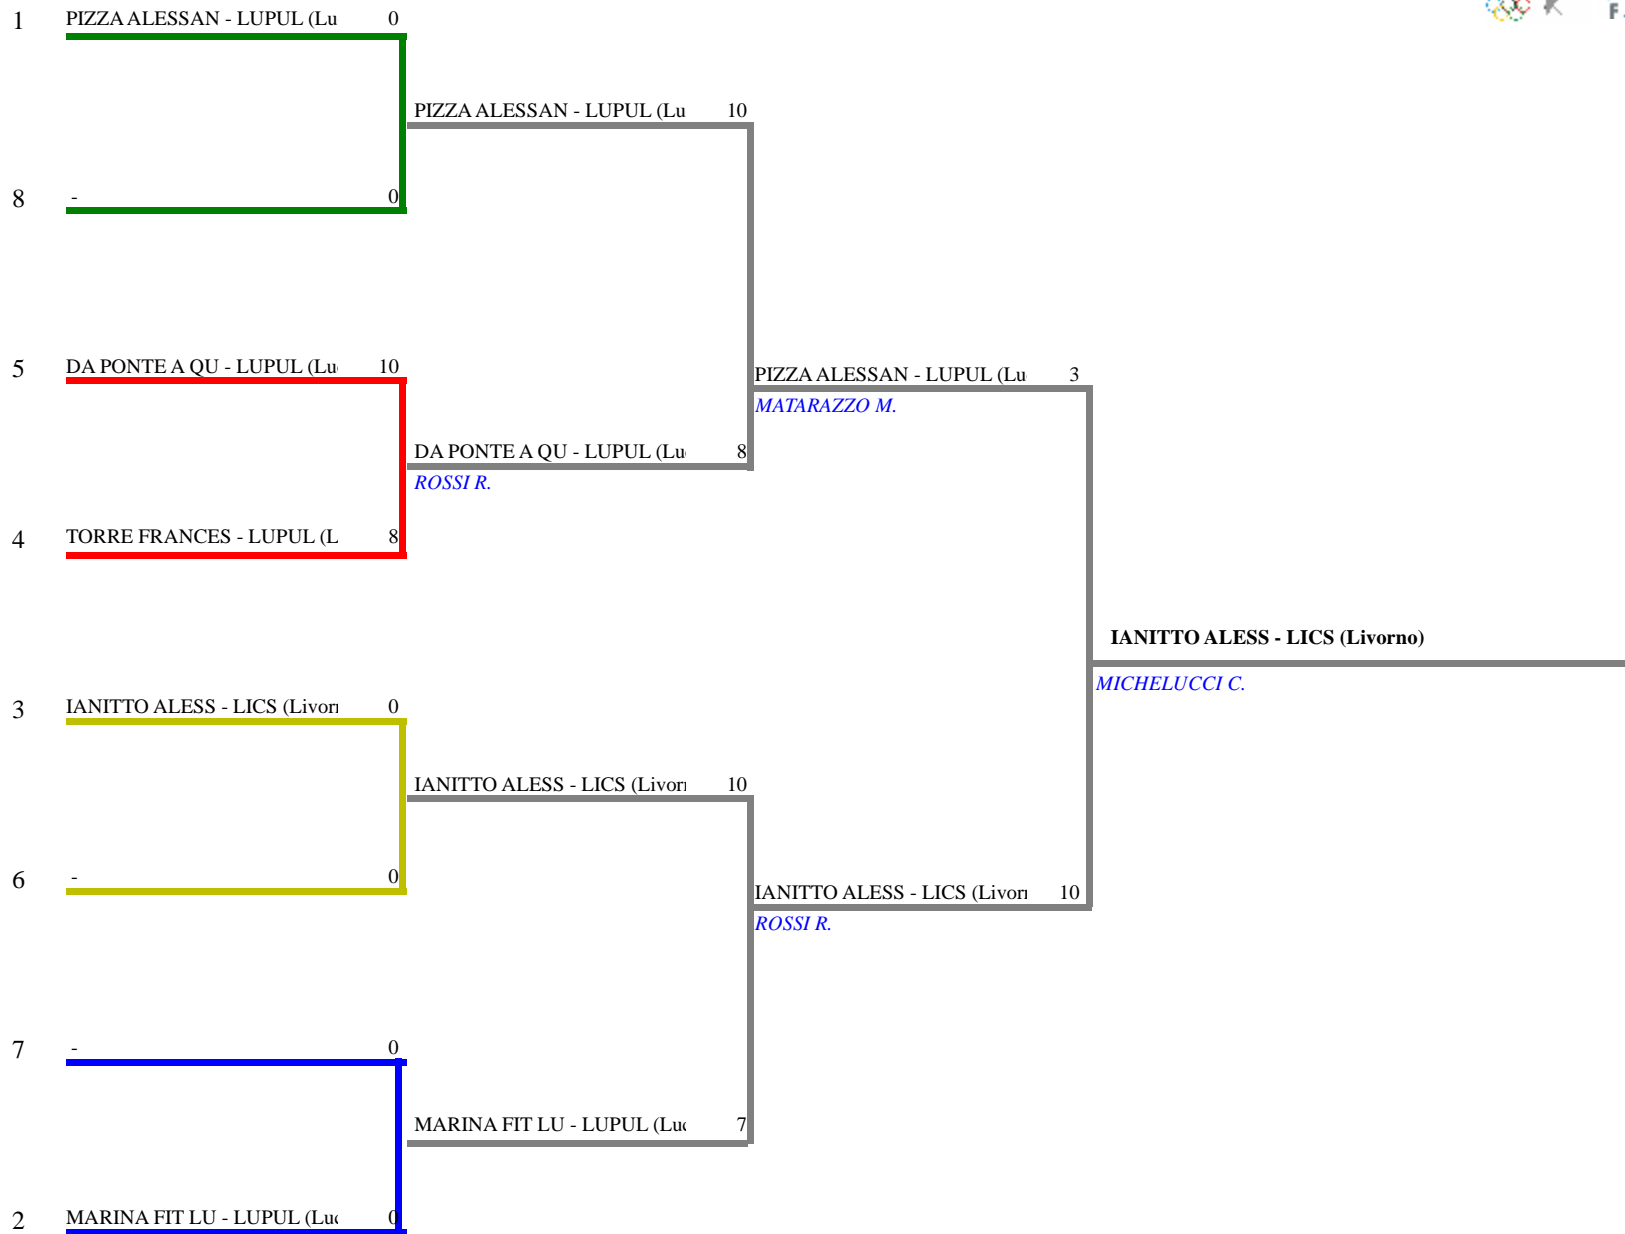 1 PIZZA ALESSAN - LUPUL (Lu 0
PIZZA ALESSAN - LUPUL (Lu 10
8 - 0
5 DA PONTE A QU - LUPUL (Lu 10
PIZZA ALESSAN - LUPUL (Lu 3
MATARAZZO M.
DA PONTE A QU - LUPUL (Lu 8
ROSSI R.
4 TORRE FRANCES - LUPUL (L 8
IANITTO ALESS - LICS (Livorno)
MICHELUCCI C.
3 IANITTO ALESS - LICS (Livor 0
IANITTO ALESS - LICS (Livor 10
6 - 0
IANITTO ALESS - LICS (Livor 10
ROSSI R.
7 - 0
MARINA FIT LU - LUPUL (Luc 7
2 MARINA FIT LU - LUPUL (Luc 0